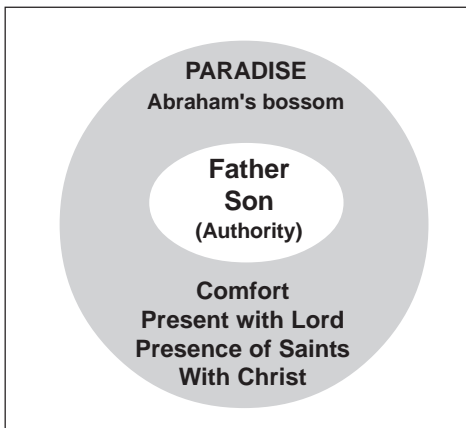 PARADISE
Abraham's bossom
Father
Son
(Authority)
Comfort
Present with Lord
Presence of Saints
With Christ